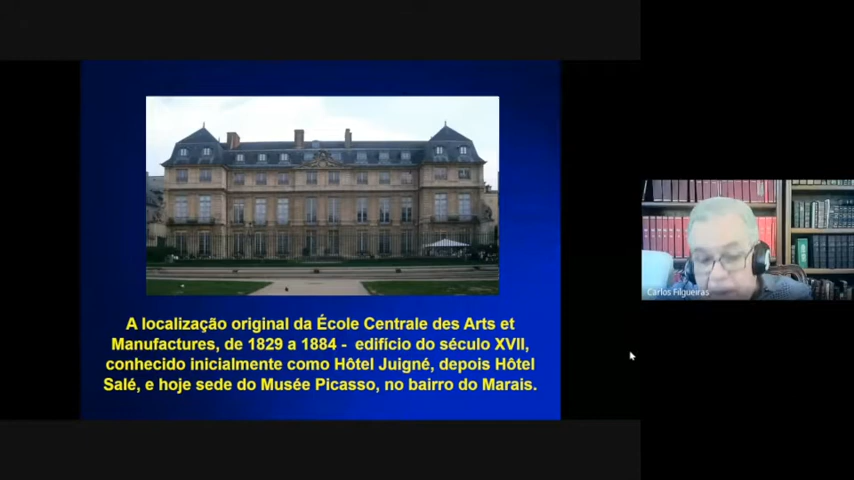 A localização original da École Centrale des Arts et
Manufactures, de 1829 a 1884 - edifício do século XVII,
conhecido inicialmente como Hôtel Juigné, depois Hôtel
Salé, e hoje sede do Musée Picasso, no bairro do Marais.
Carlos Filgueiras